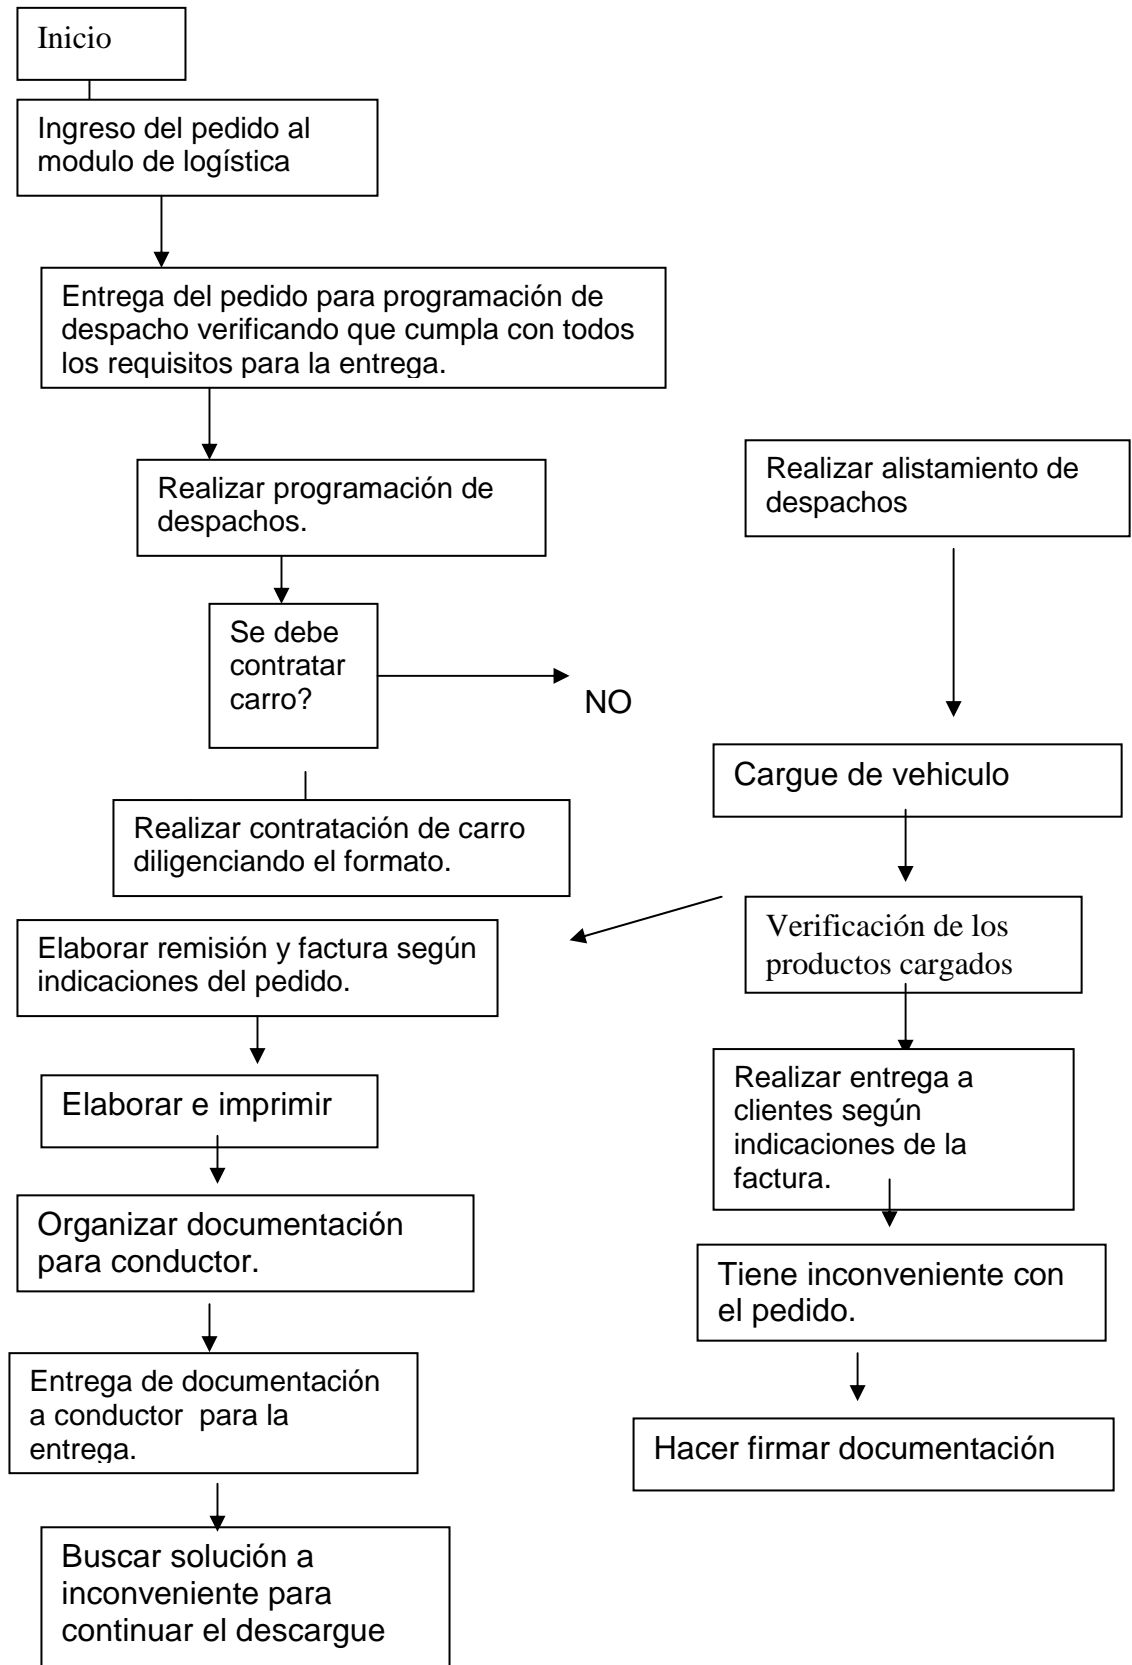 Inicio
Ingreso del pedido al
modulo de logística
Entrega del pedido para programación de
despacho verificando que cumpla con todos
los requisitos para la entrega.
Realizar programación de
despachos.
Se debe
contratar
carro?
NO
Realizar contratación de carro
diligenciando el formato.
Elaborar remisión y factura según
indicaciones del pedido.
Elaborar e imprimir
Organizar documentación
para conductor.
Entrega de documentación
a conductor  para la
entrega.
Buscar solución a
inconveniente para
continuar el descargue
Realizar alistamiento de
despachos
Cargue de vehiculo
Verificación de los
productos cargados
Realizar entrega a
clientes según
indicaciones de la
factura.
Tiene inconveniente con
el pedido.
Hacer firmar documentación